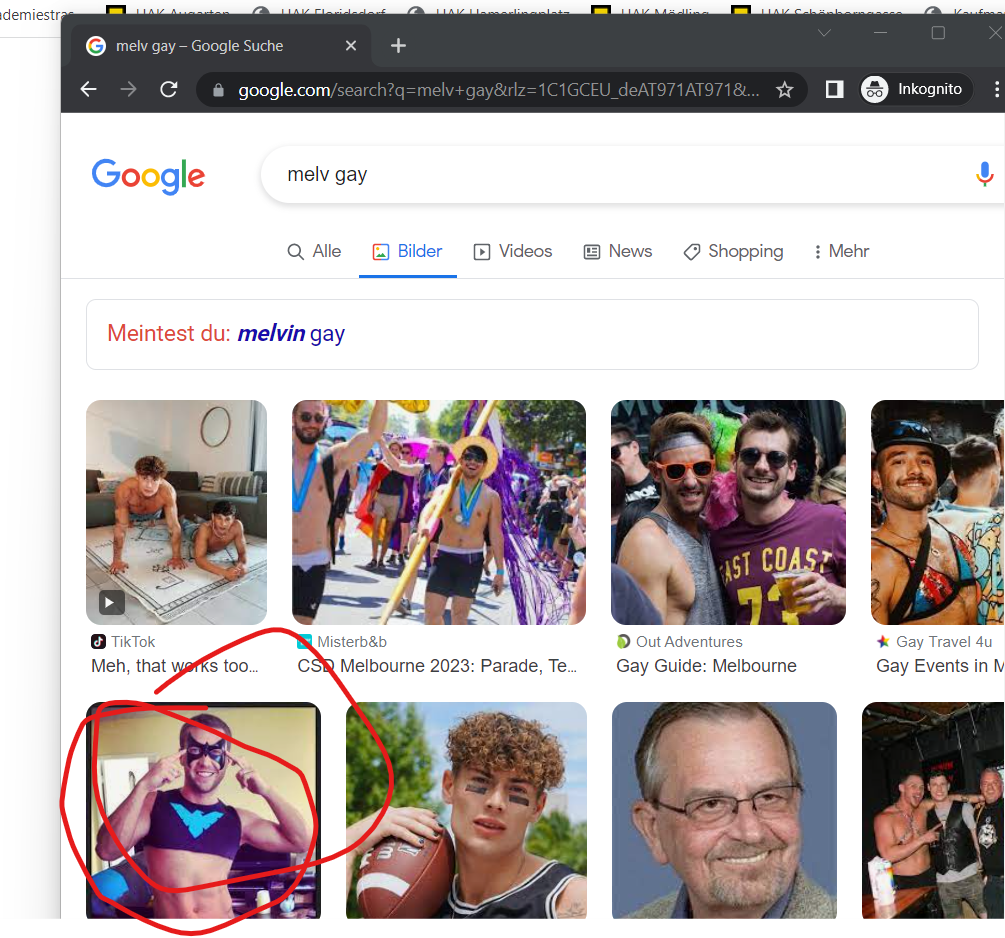 ademiestras
HAK Augarten
HAK Floridsdorf
HAK Hamerlingplatz
HAK Mödling
HAK Schönborngasse
Kaufm
melv gay – Google Suche
google.com/search?q=melv+gay&rlz=1C1GCEU_deAT971AT971&...
Inkognito
Google
melv gay
Alle
Bilder
Videos
News
Shopping
Mehr
Meintest du: melvin gay
EAST COAST
TikTok
Misterb&b
Out Adventures
Gay Travel 4u
Meh, that works too...
CSD Melbourne 2023: Parade, Te...
Gay Guide: Melbourne
Gay Events in M